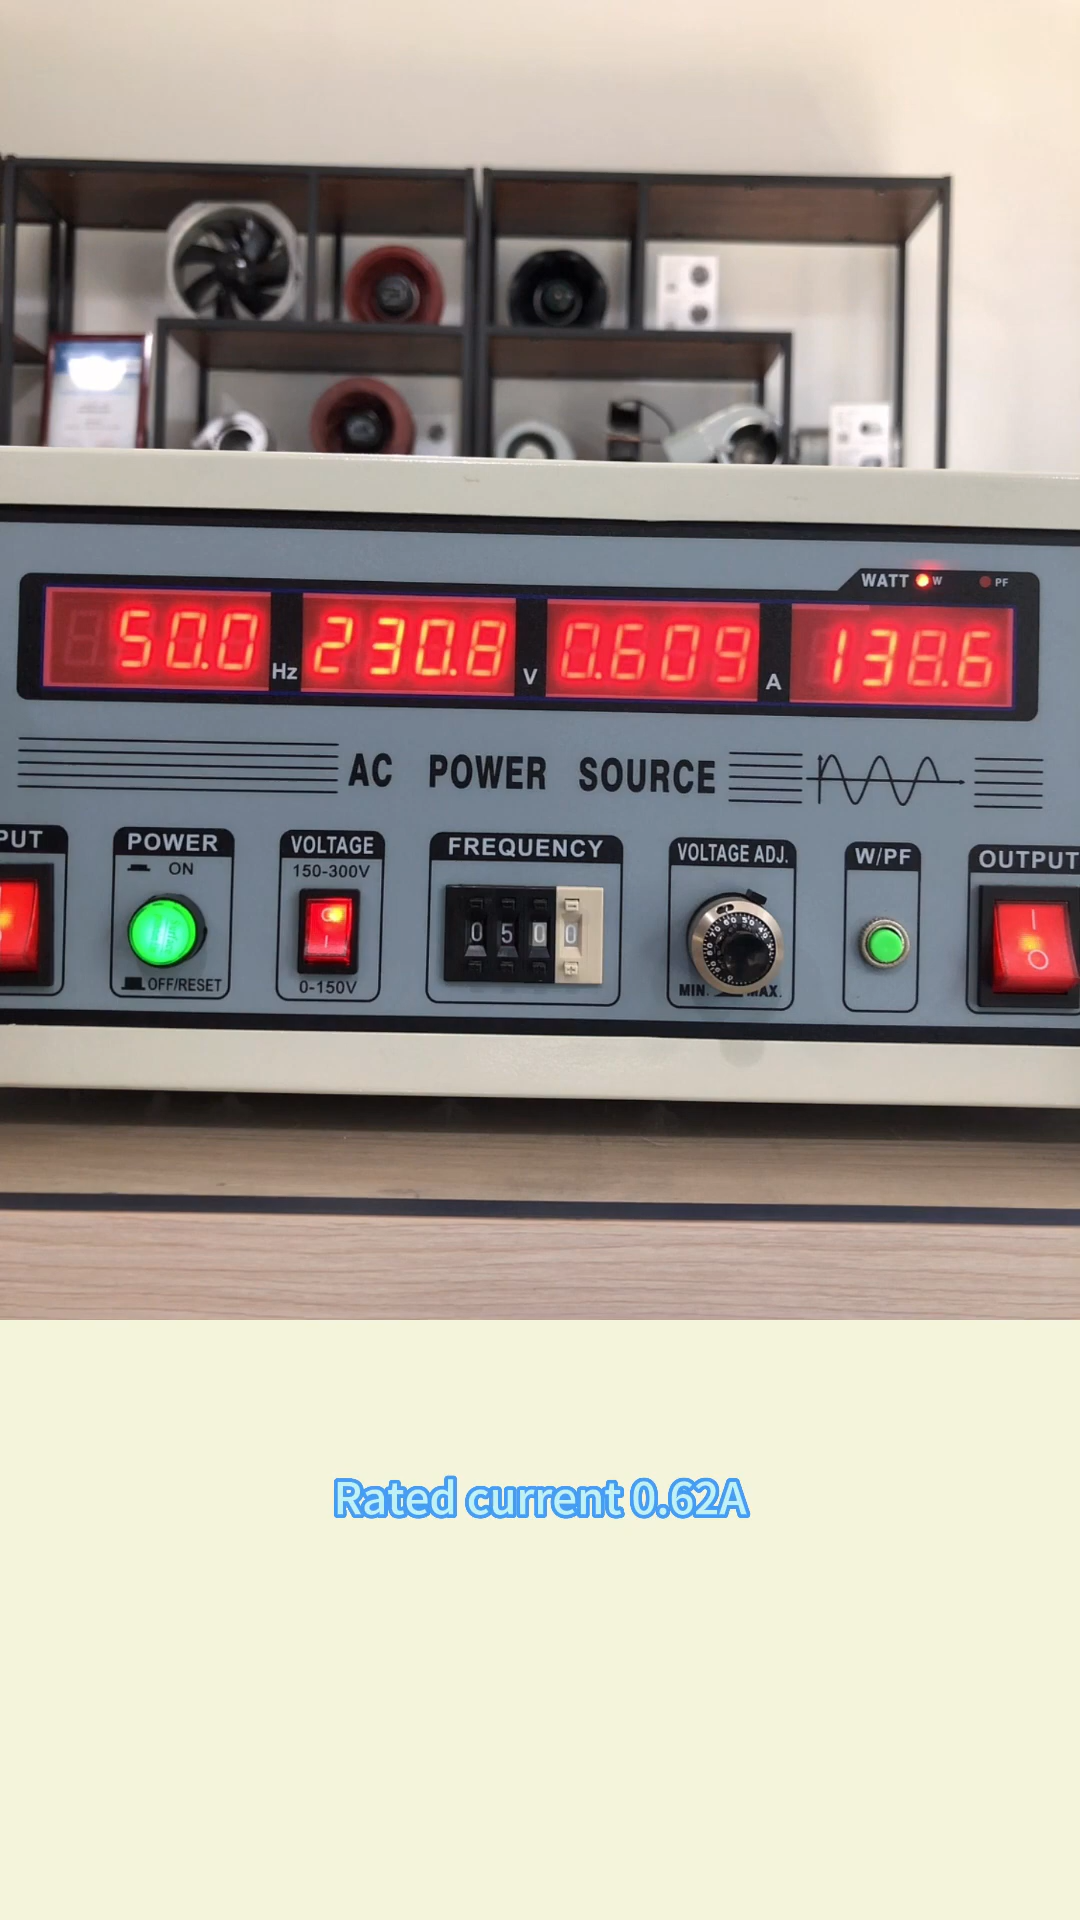 WATT W PF
50.0 Hz 230.8 V 0.609 A 138.6
AC POWER SOURCE
PUT
POWER
ON
OFF/RESET
VOLTAGE
150-300V
0-150V
FREQUENCY
0 5 0 0
VOLTAGE ADJ.
MIN. MAX.
W/PF
OUTPUT
Rated current 0.62A